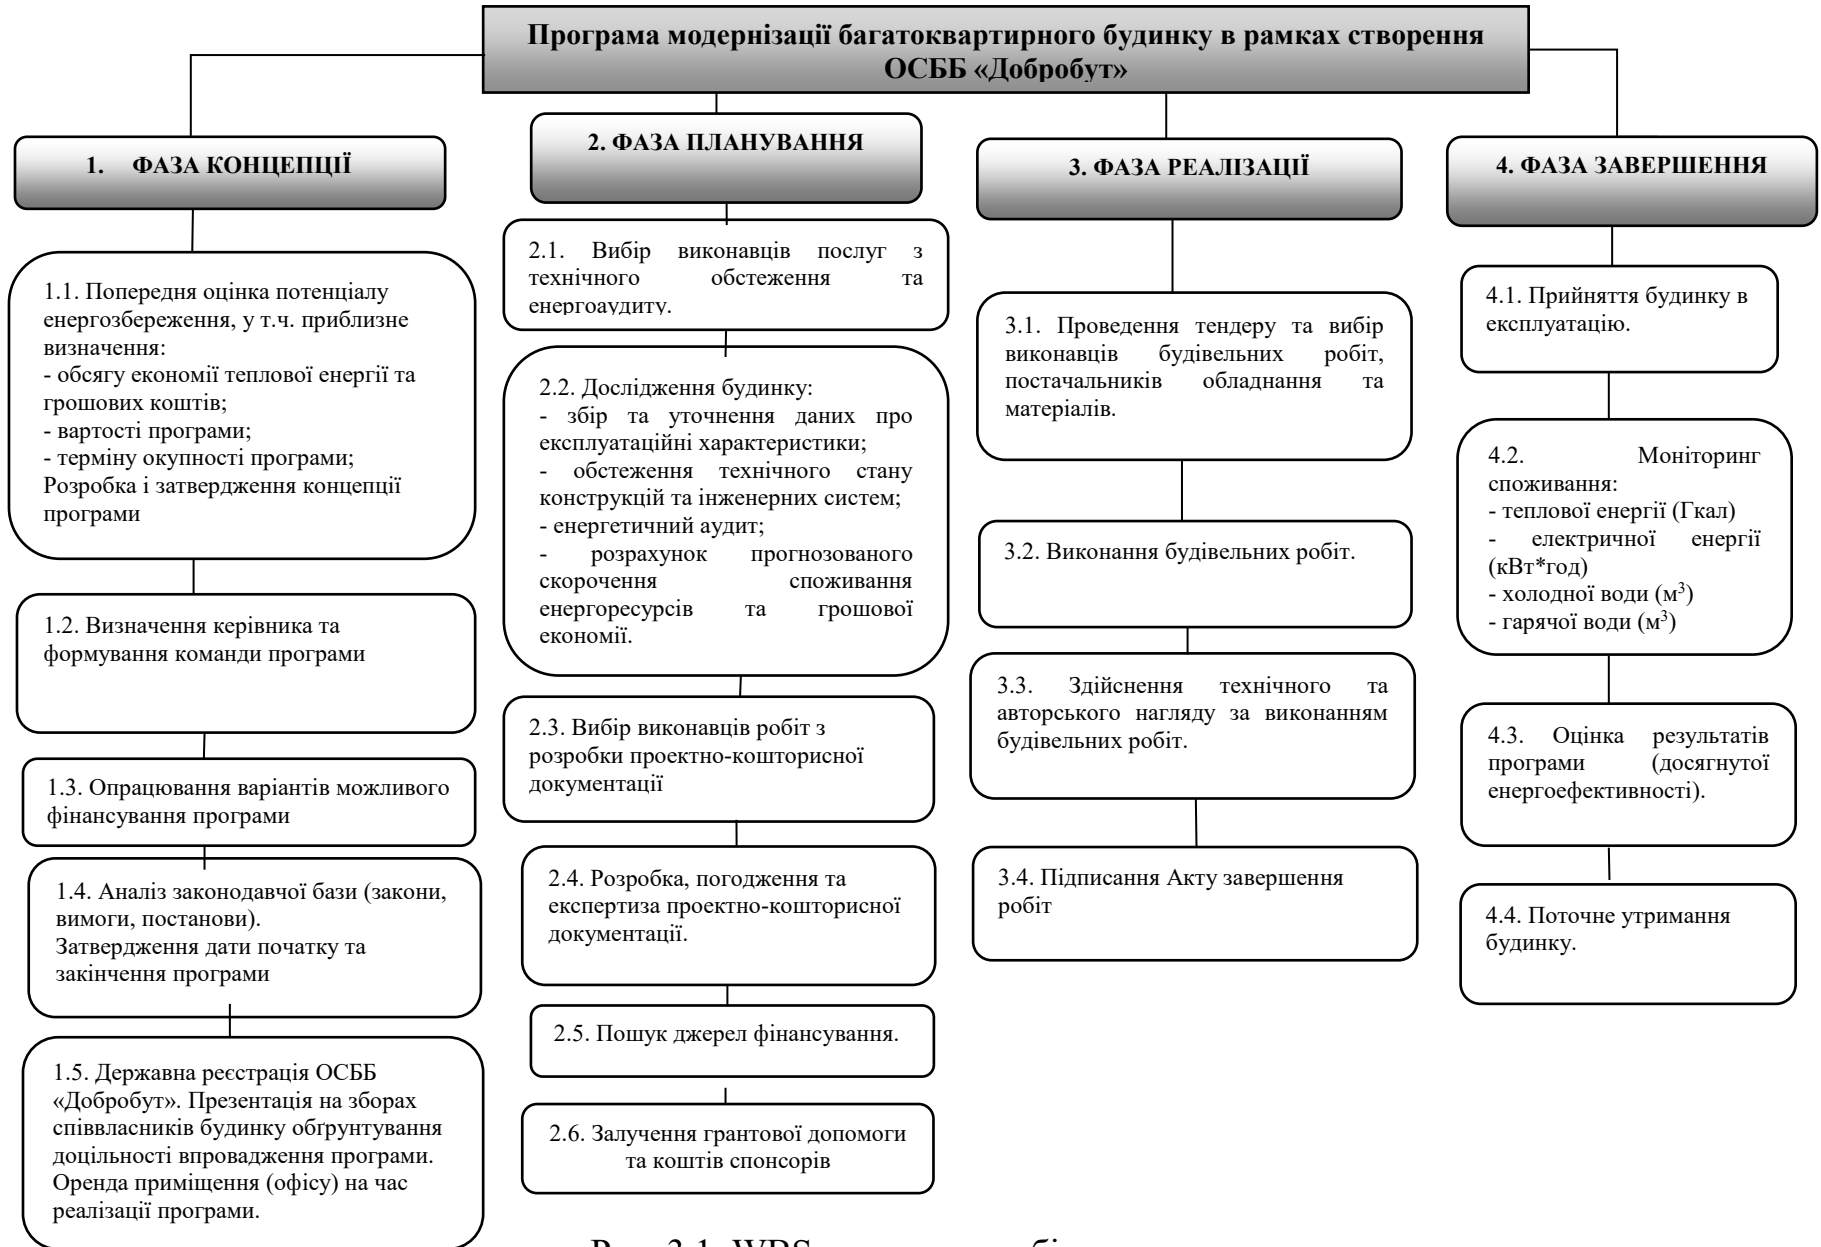 Програма модернізації багатоквартирного будинку в рамках створення
ОСББ «Добробут»
1. ФАЗА КОНЦЕПЦІЇ
1.1. Попередня оцінка потенціалу
енергозбереження, у т.ч. приблизне
визначення:
- обсягу економії теплової енергії та
грошових коштів;
- вартості програми;
- терміну окупності програми;
Розробка і затвердження концепції
програми
1.2. Визначення керівника та
формування команди програми
1.3. Опрацювання варіантів можливого
фінансування програми
1.4. Аналіз законодавчої бази (закони,
вимоги, постанови).
Затвердження дати початку та
закінчення програми
1.5. Державна реєстрація ОСББ
«Добробут». Презентація на зборах
співвласників будинку обґрунтування
доцільності впровадження програми.
Оренда приміщення (офісу) на час
реалізації програми.
2. ФАЗА ПЛАНУВАННЯ
2.1. Вибір виконавців послуг з
технічного обстеження та
енергоаудиту.
2.2. Дослідження будинку:
- збір та уточнення даних про
експлуатаційні характеристики;
- обстеження технічного стану
конструкцій та інженерних систем;
- енергетичний аудит;
- розрахунок прогнозованого
скорочення споживання
енергоресурсів та грошової
економії.
2.3. Вибір виконавців робіт з
розробки проектно-кошторисної
документації
2.4. Розробка, погодження та
експертиза проектно-кошторисної
документації.
2.5. Пошук джерел фінансування.
2.6. Залучення грантової допомоги
та коштів спонсорів
3. ФАЗА РЕАЛІЗАЦІЇ
3.1. Проведення тендеру та вибір
виконавців будівельних робіт,
постачальників обладнання та
матеріалів.
3.2. Виконання будівельних робіт.
3.3. Здійснення технічного та
авторського нагляду за виконанням
будівельних робіт.
3.4. Підписання Акту завершення
робіт
4. ФАЗА ЗАВЕРШЕННЯ
4.1. Прийняття будинку в
експлуатацію.
4.2. Моніторинг
споживання:
- теплової енергії (Гкал)
- електричної енергії
(кВт*год)
- холодної води (м³)
- гарячої води (м³)
4.3. Оцінка результатів
програми (досягнутої
енергоефективності).
4.4. Поточне утримання
будинку.
3.1. WBS